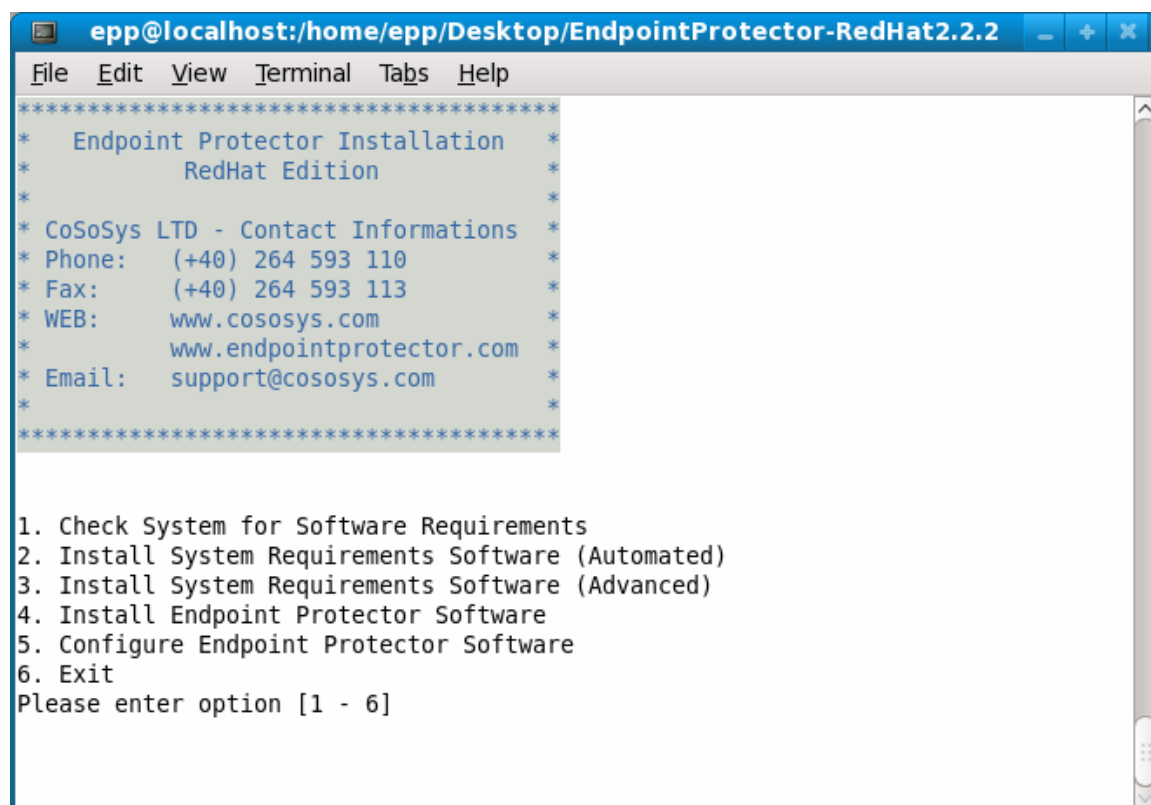 epp@localhost:/home/epp/Desktop/EndpointProtector-RedHat2.2.2
File Edit View Terminal Tabs Help
***************************************
*   Endpoint Protector Installation   *
*           RedHat Edition            *
*                                     *
* CoSoSys LTD - Contact Informations  *
* Phone:   (+40) 264 593 110          *
* Fax:     (+40) 264 593 113          *
* WEB:     www.cososys.com            *
*          www.endpointprotector.com  *
* Email:   support@cososys.com        *
*                                     *
***************************************
1. Check System for Software Requirements
2. Install System Requirements Software (Automated)
3. Install System Requirements Software (Advanced)
4. Install Endpoint Protector Software
5. Configure Endpoint Protector Software
6. Exit
Please enter option [1 - 6]